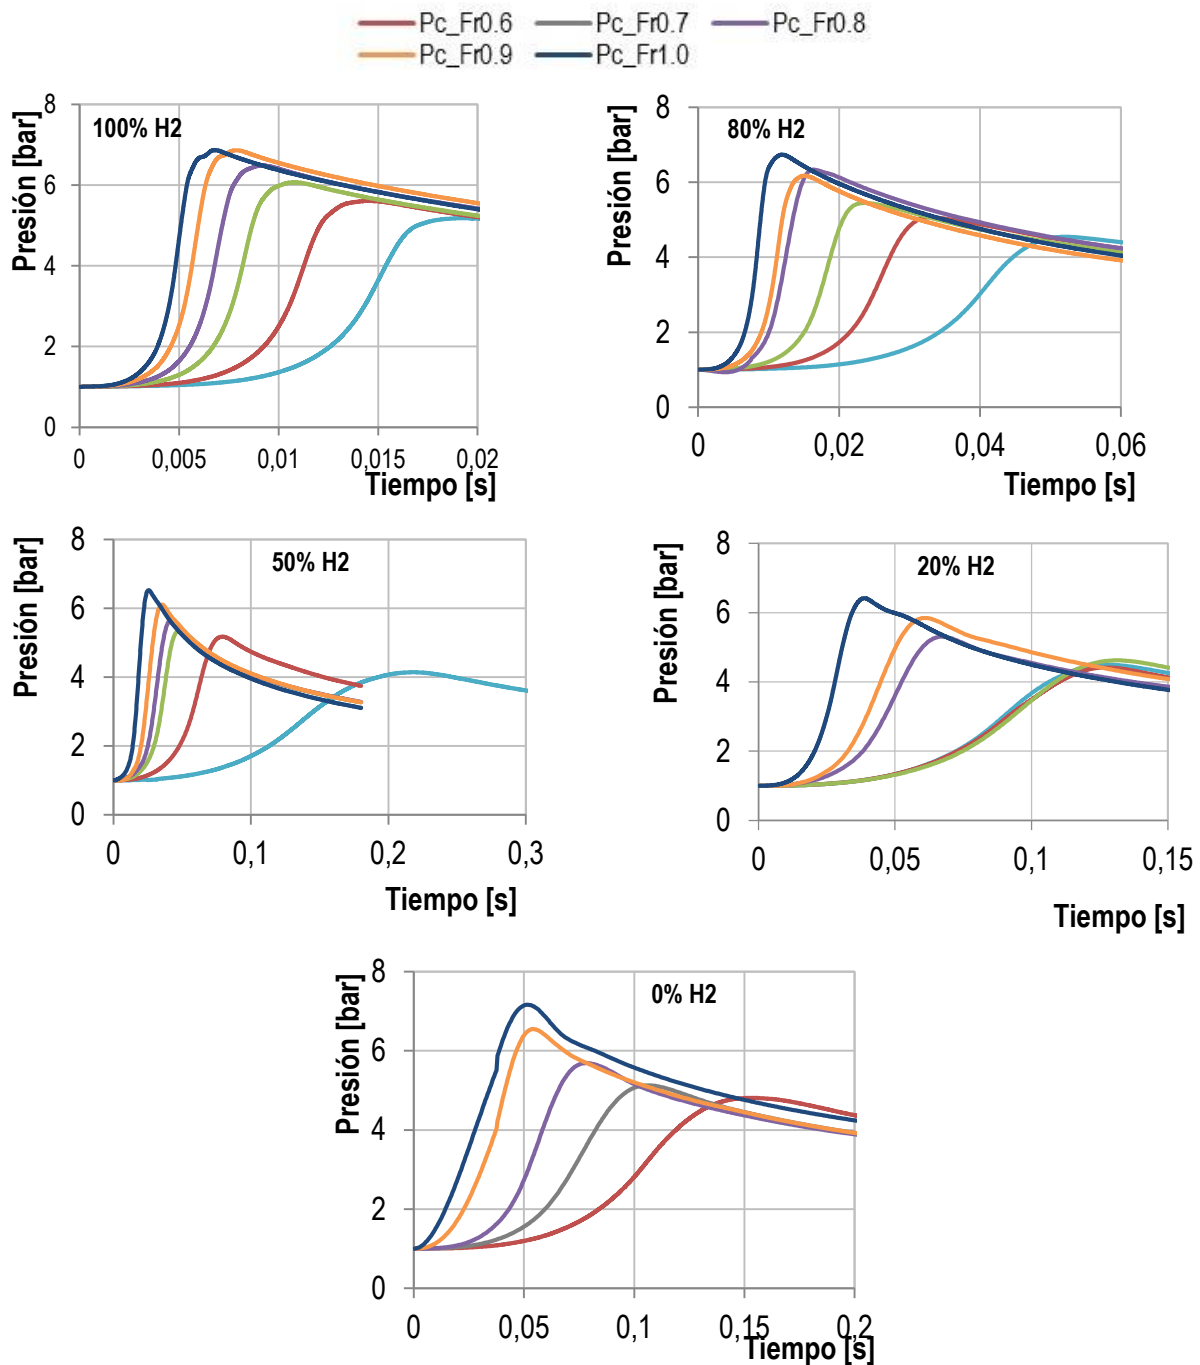 Pc_Fr0.6 Pc_Fr0.7 Pc_Fr0.8
Pc_Fr0.9 Pc_Fr1.0
Presión [bar]
8
6
4
2
0
100% H2
0 0,005 0,01 0,015 0,02
Tiempo [s]
Presión [bar]
8
6
4
2
0
80% H2
0 0,02 0,04 0,06
Tiempo [s]
Presión [bar]
8
6
4
2
0
50% H2
0 0,1 0,2 0,3
Tiempo [s]
Presión [bar]
8
6
4
2
0
20% H2
0 0,05 0,1 0,15
Tiempo [s]
Presión [bar]
8
6
4
2
0
0% H2
0 0,05 0,1 0,15 0,2
Tiempo [s]